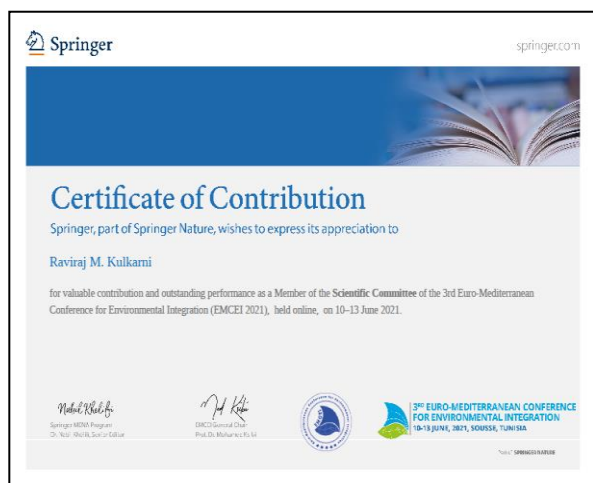 Springer
springer.com
Certificate of Contribution
Springer, part of Springer Nature, wishes to express its appreciation to
Raviraj M. Kulkarni
for valuable contribution and outstanding performance as a Member of the Scientific Committee of the 3rd Euro-Mediterranean
Conference for Environmental Integration (EMCEI 2021), held online, on 10–13 June 2021.
Springer MENA Program
General Chair
Prof. Dr. Mohamed
3RD EURO-MEDITERRANEAN CONFERENCE
FOR ENVIRONMENTAL INTEGRATION
10-13 JUNE, 2021, SOUSSE, TUNISIA
SPRINGER NATURE